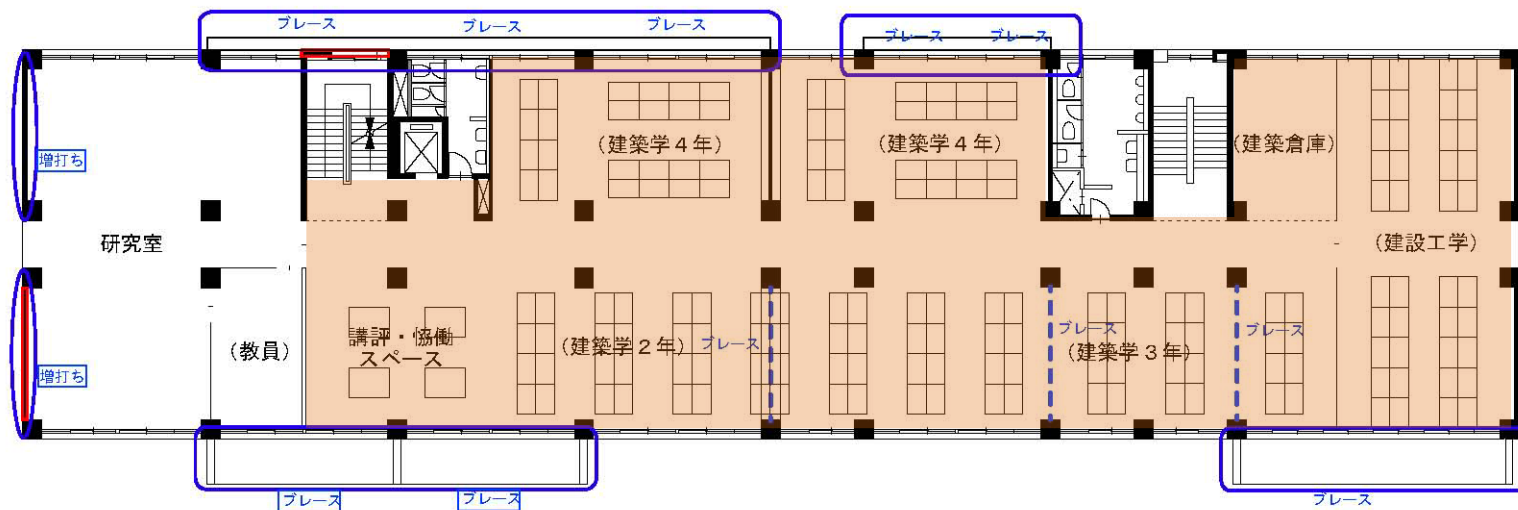 ブレース
ブレース
ブレース
ブレース
ブレース
増打ち
(建築学4年)
(建築学4年)
(建築倉庫)
研究室
(建設工学)
増打ち
(教員)
講評・恊働
スペース
(建築学2年)
ブレース
ブレース
(建築学3年)
ブレース
ブレース
ブレース
ブレース